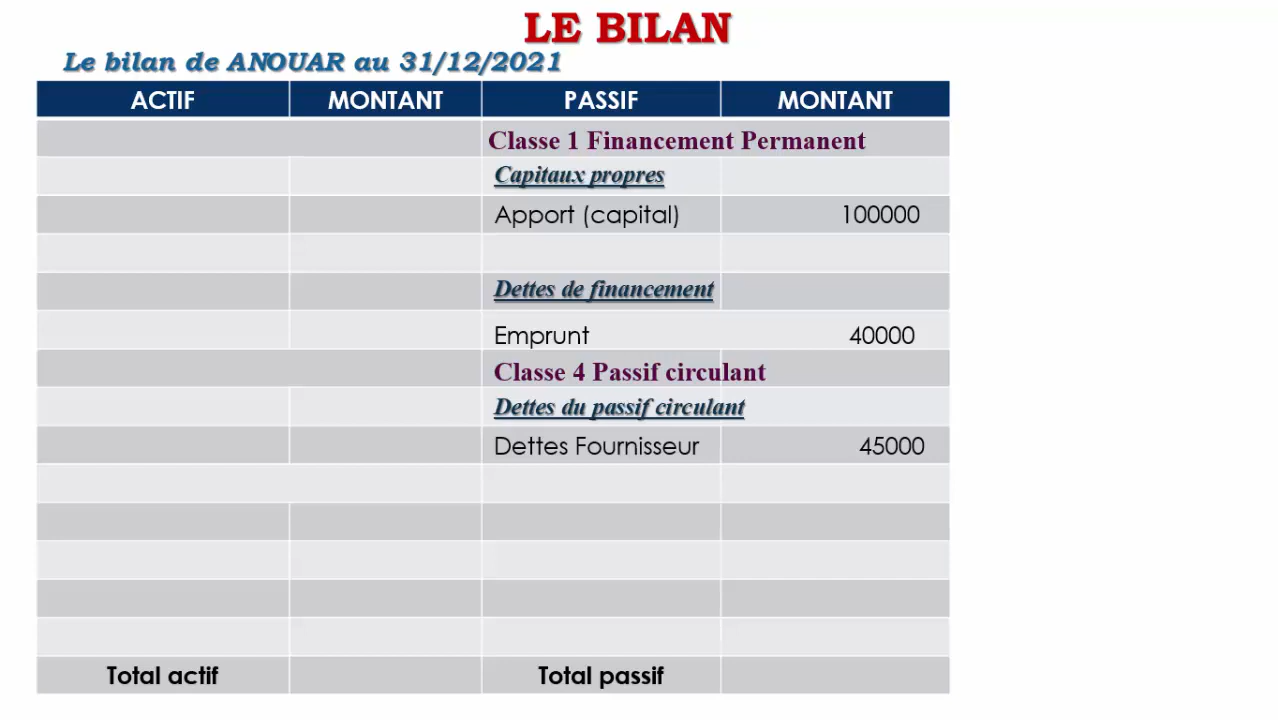 LE BILAN
Le bilan de ANOUAR au 31/12/2021
ACTIF MONTANT PASSIF MONTANT
Classe 1 Financement Permanent
Capitaux propres
Apport (capital) 100000
Dettes de financement
Emprunt 40000
Classe 4 Passif circulant
Dettes du passif circulant
Dettes Fournisseur 45000
Total actif Total passif